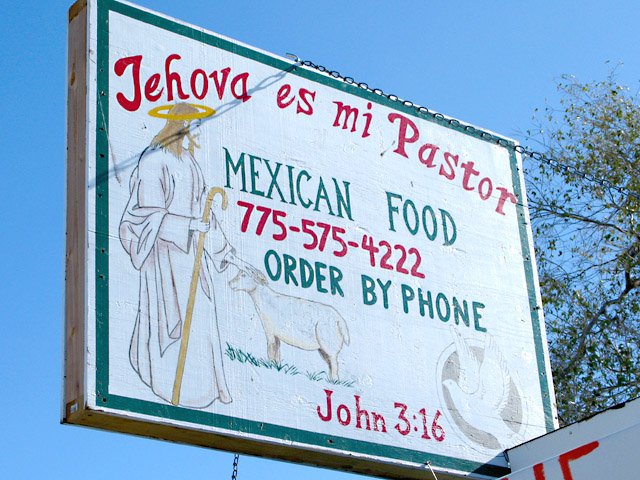 Jehova es mi Pastor
MEXICAN FOOD
775-575-4222
ORDER BY PHONE
John 3:16